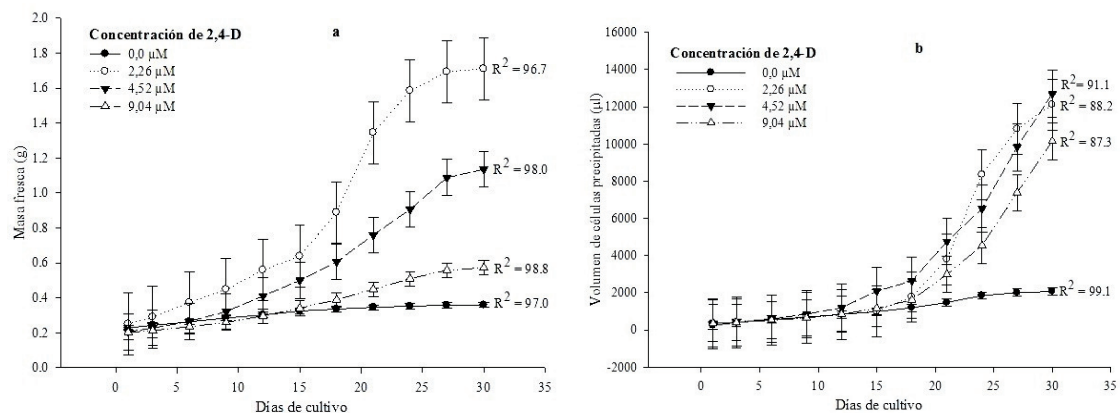 a
Concentración de 2,4-D
0,0 µM
2,26 µM
4,52 µM
9,04 µM
R² = 96.7
R² = 98.0
R² = 98.8
R² = 97.0
Masa fresca (g)
2.0
1.8
1.6
1.4
1.2
1.0
0.8
0.6
0.4
0.2
0.0
0 5 10 15 20 25 30 35
Días de cultivo
b
Concentración de 2,4-D
0,0 µM
2,26 µM
4,52 µM
9,04 µM
R² = 91.1
R² = 88.2
R² = 87.3
R² = 99.1
Volumen de células precipitadas (µl)
16000
14000
12000
10000
8000
6000
4000
2000
0
-2000
0 5 10 15 20 25 30 35
Días de cultivo